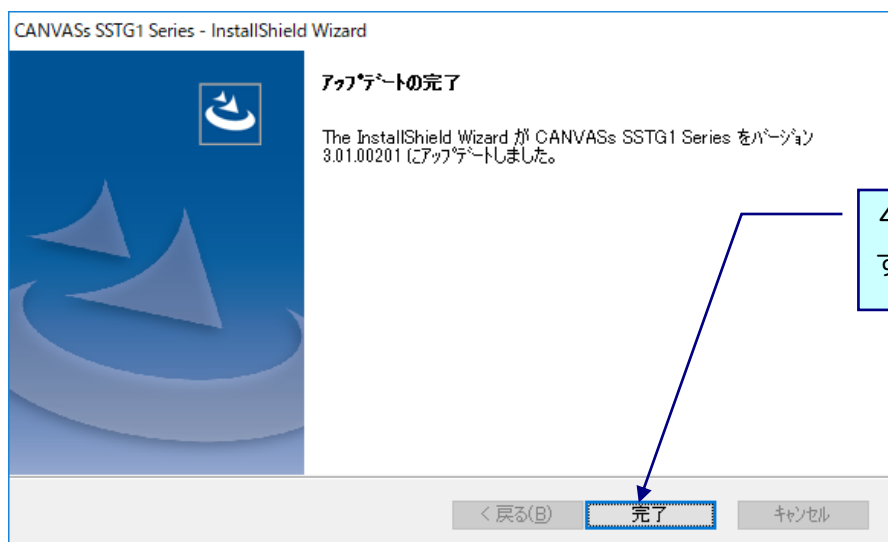 CANVASs SSTG1 Series - InstallShield Wizard
ｱｯﾌﾟﾃﾞｰﾄの完了
The InstallShield Wizard が CANVASs SSTG1 Series をﾊﾞｰｼﾞｮﾝ
3.01.00201 にｱｯﾌﾟﾃﾞｰﾄしました。
す
< 戻る(B)
完了
ｷｬﾝｾﾙ